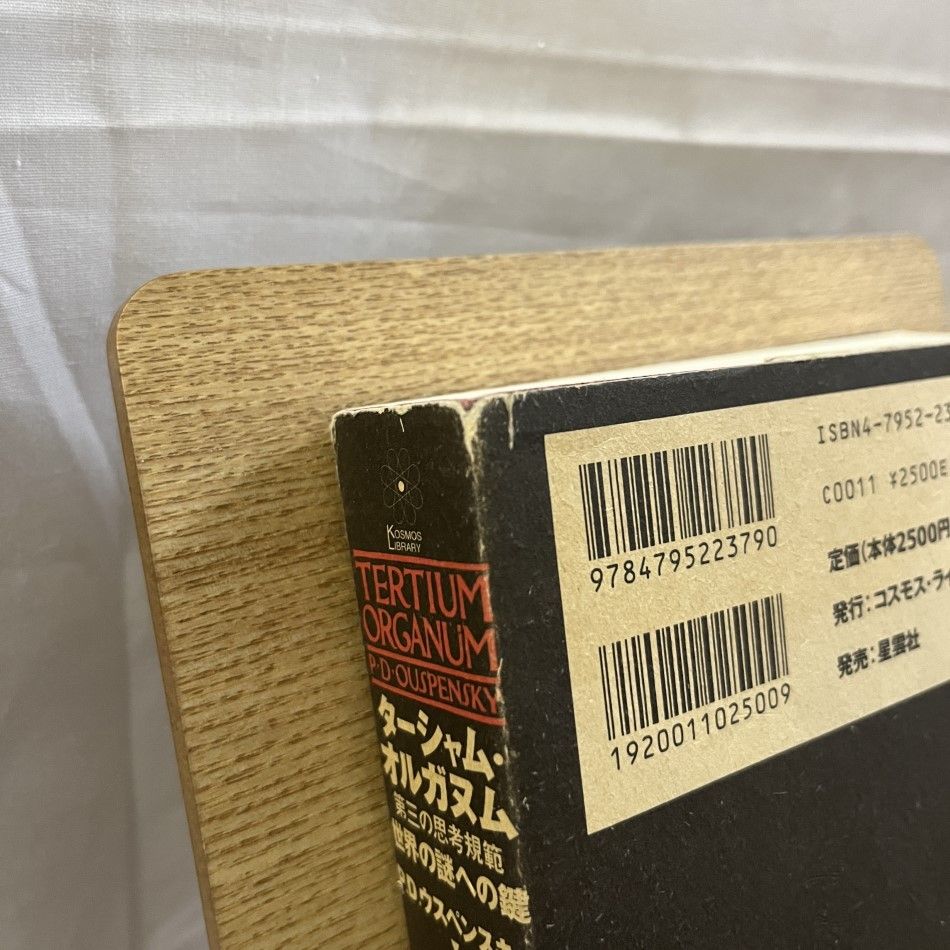 KOSMOS
LIBRARY
TERTIUM
ORGANUM
P·D·OUSPENSKY
ターシャム・
オルガヌム
第三の思考規範
世界の謎への鍵
P.D.ウスペンスキ
ISBN4-7952-23
C0011 ¥2500E
9784795223790
定価(本体2500円
発行:コスモス・ライ
発売:星雲社
1920011025009